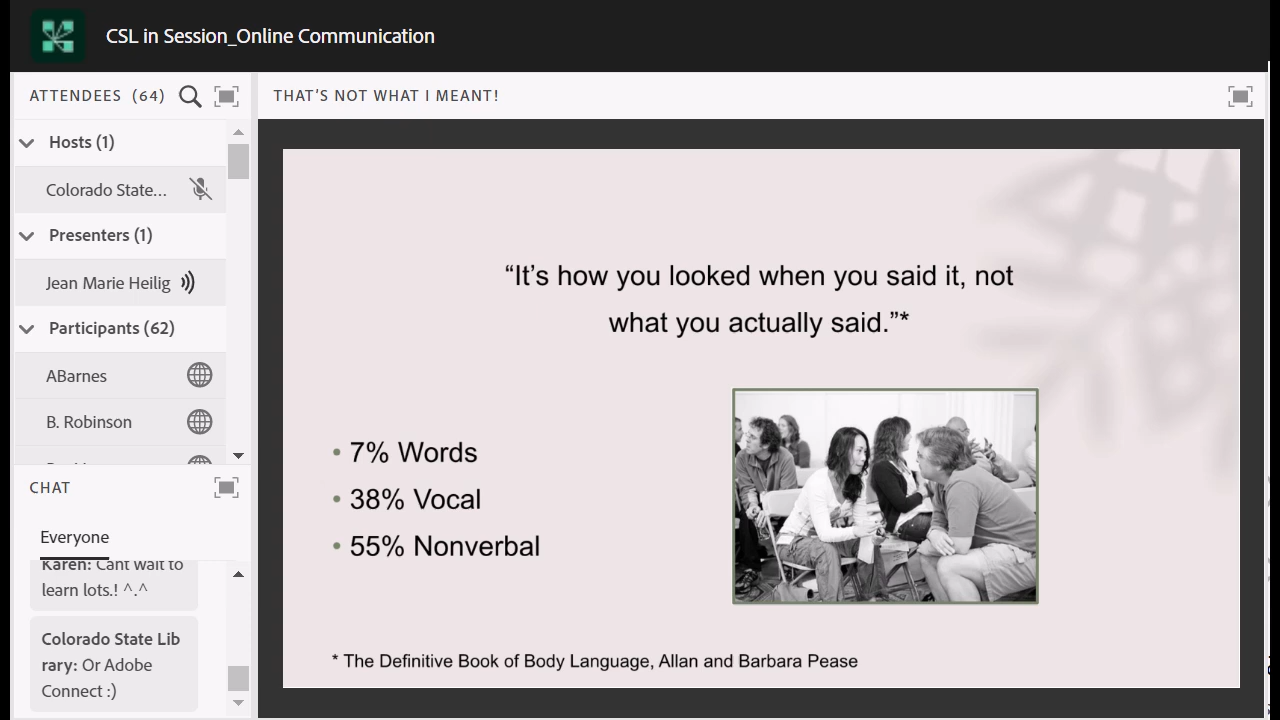 CSL in Session_Online Communication
ATTENDEES (64)
Hosts (1)
Colorado State...
Presenters (1)
Jean Marie Heilig
Participants (62)
ABarnes
B. Robinson
CHAT
Everyone
Karen: Cant wait to
learn lots.! ^.^
Colorado State Lib
rary: Or Adobe
Connect :)
THAT'S NOT WHAT I MEANT!
“It’s how you looked when you said it, not
what you actually said.”*
• 7% Words
• 38% Vocal
• 55% Nonverbal
* The Definitive Book of Body Language, Allan and Barbara Pease